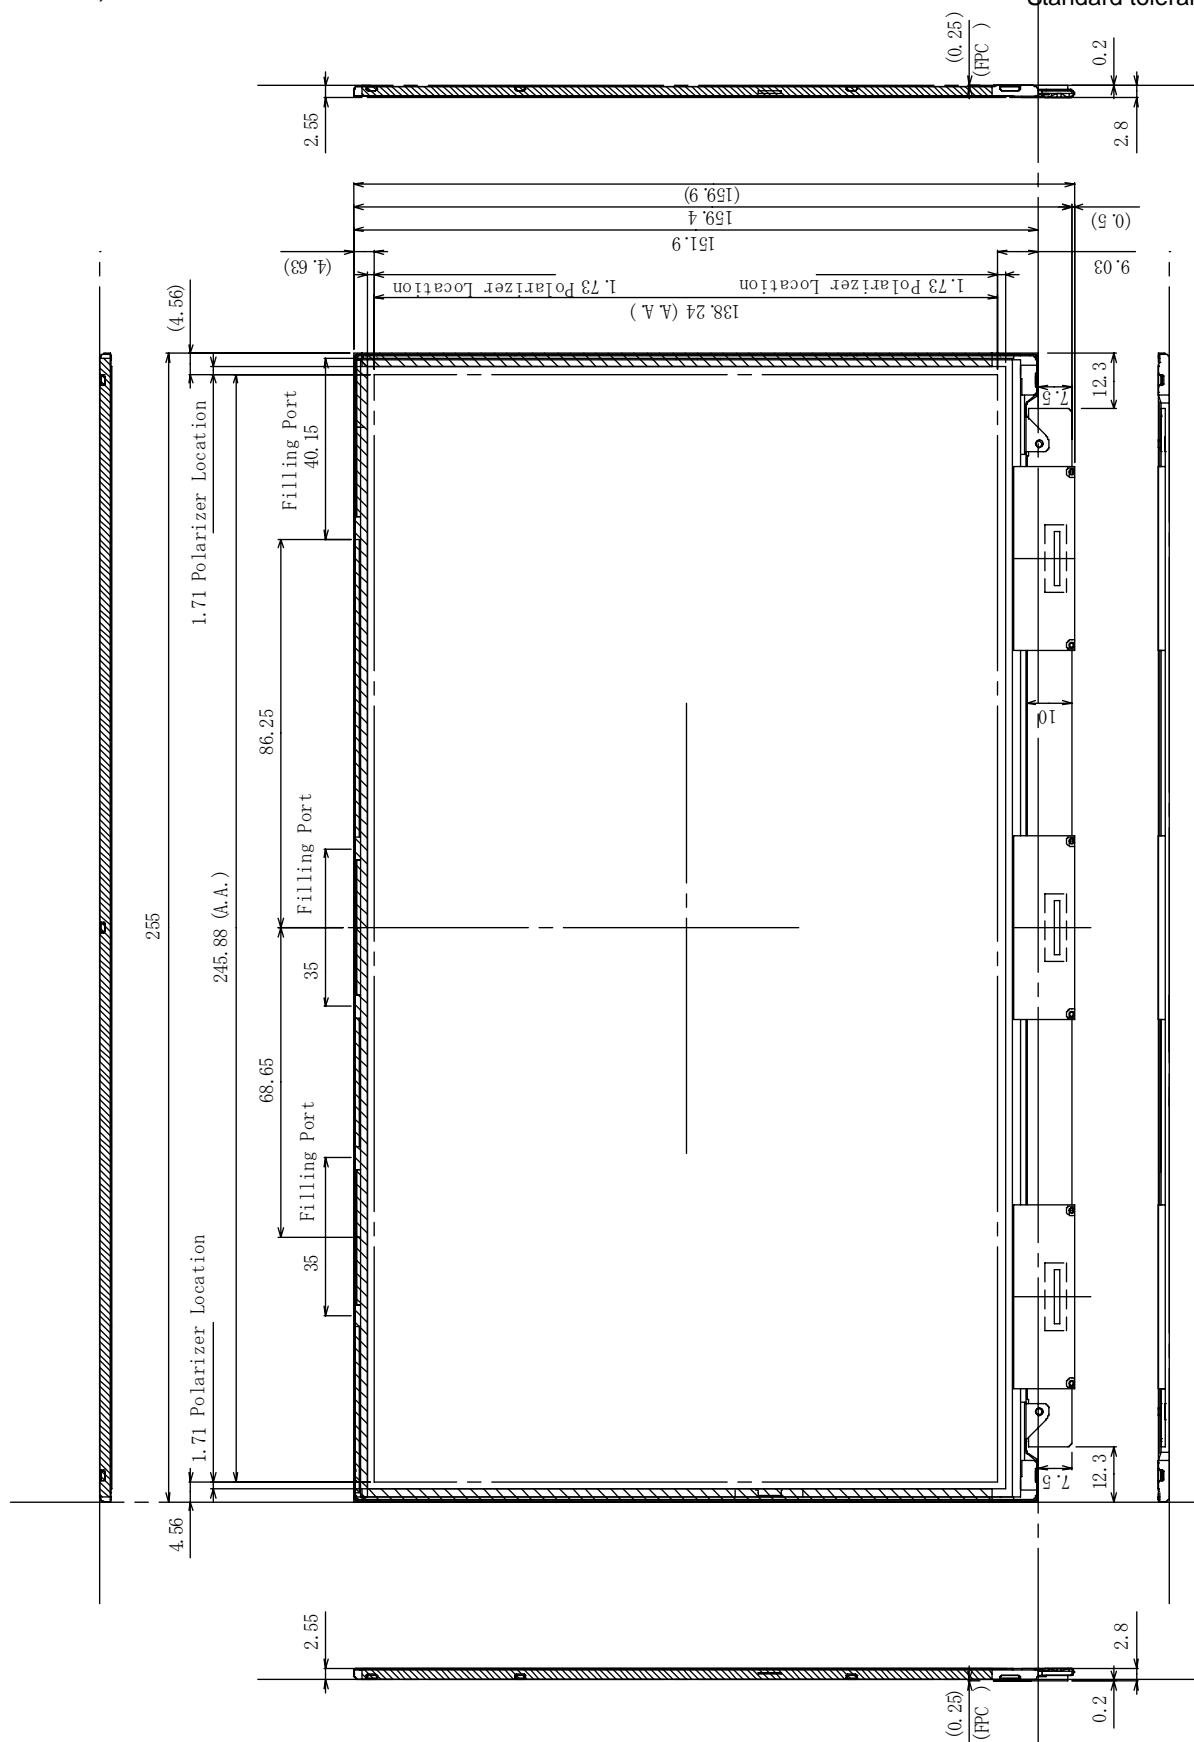 Standard toleran
(0.25)
(FPC )
0.2
2.55
2.8
(159.9)
159.4
151.9
(0.5)
(4.63)
9.03
1.73 Polarizer Location
1.73 Polarizer Location
138.24 (A.A.)
(4.56)
12.3
7.5
1.71 Polarizer Location
Filling Port
40.15
86.25
10
Filling Port
35
255
245.88 (A.A.)
68.65
Filling Port
35
1.71 Polarizer Location
4.56
12.3
7.5
2.55
2.8
(0.25)
(FPC )
0.2